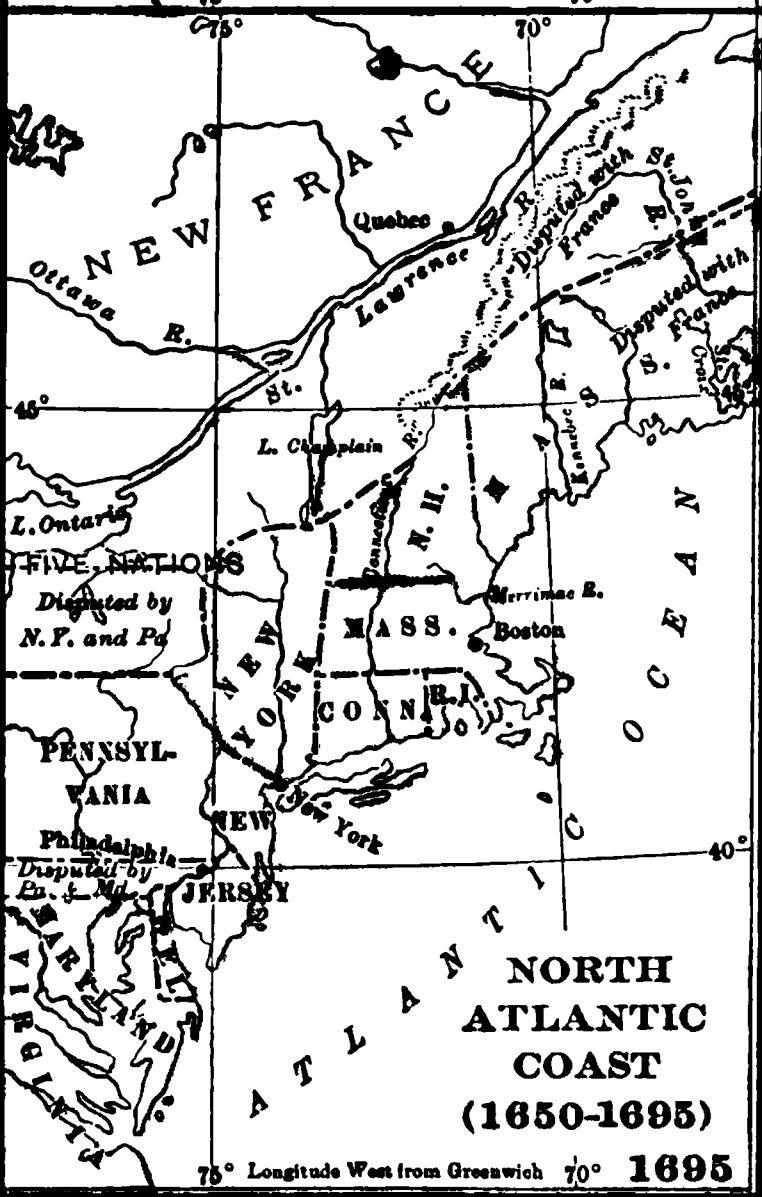 75° 70°
NEW FRANCE
St. John
R.
Quebec
Disputed with
France
Ottawa
R.
St. Lawrence R.
Disputed with
France
St. Croix
45° 45°
L. Champlain
Kennebec R.
MASS.
N. H.
Connecticut R.
L. Ontario
FIVE NATIONS
Disputed by
N. Y. and Pa
Merrimac R.
MASS.
Boston
NEW
YORK
CONN.
R.I.
PENNSYL-
VANIA
New York
NEW
JERSEY
Philadelphia
40°
Disputed by
Pa. & Md.
MARYLAND
DEL.
VIRGINIA
ATLANTIC OCEAN
NORTH
ATLANTIC
COAST
(1650-1695)
75° Longitude West from Greenwich 70° 1695